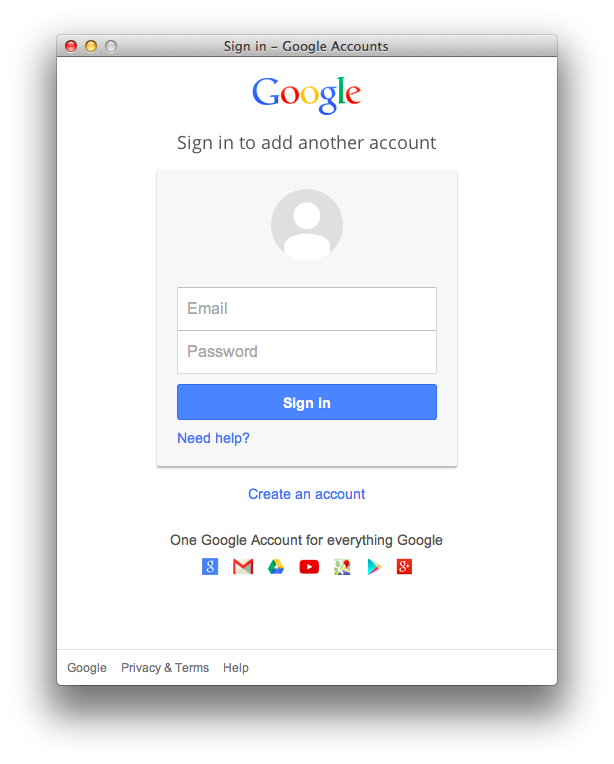 Sign in – Google Accounts
Google
Sign in to add another account
Email
Password
Sign in
Need help?
Create an account
One Google Account for everything Google
8 g+
Google Privacy & Terms Help